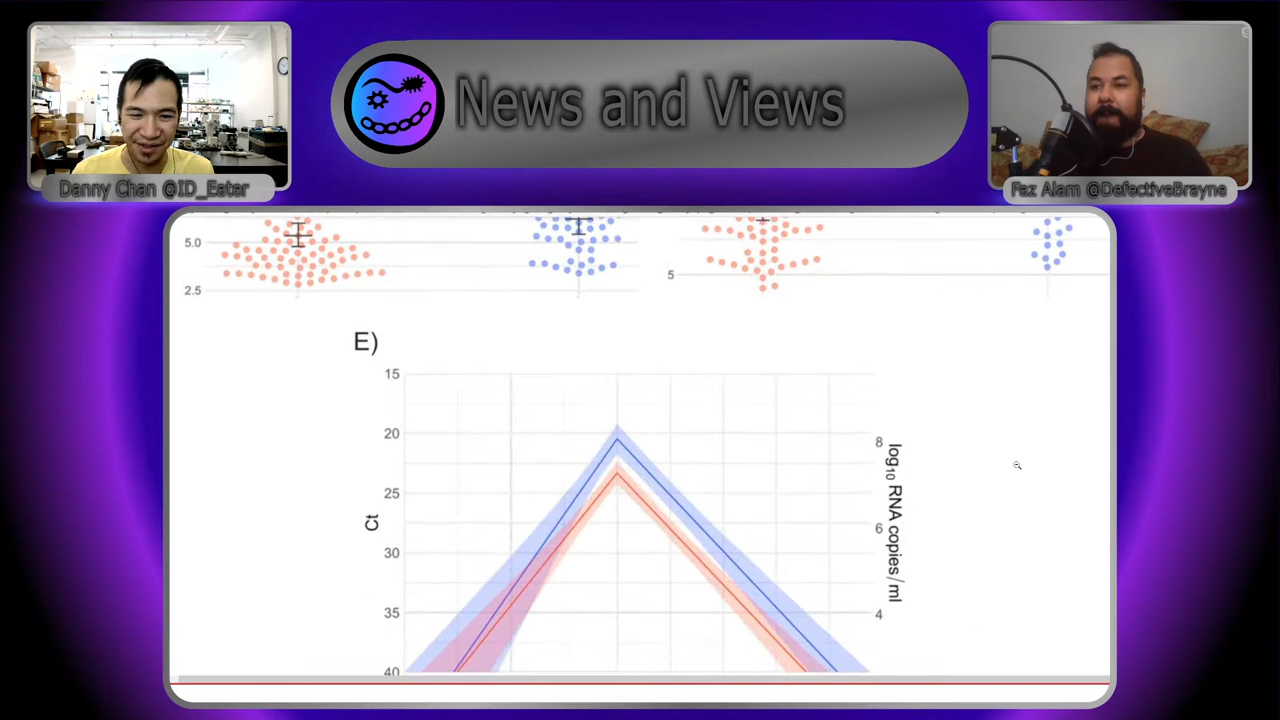 News and Views
Danny Chan @ID_Eater
Faz Alam @DefectiveBrayne
5.0
2.5
5
E)
15
20
25
30
35
40
Ct
8
6
4
log10 RNA copies/ml